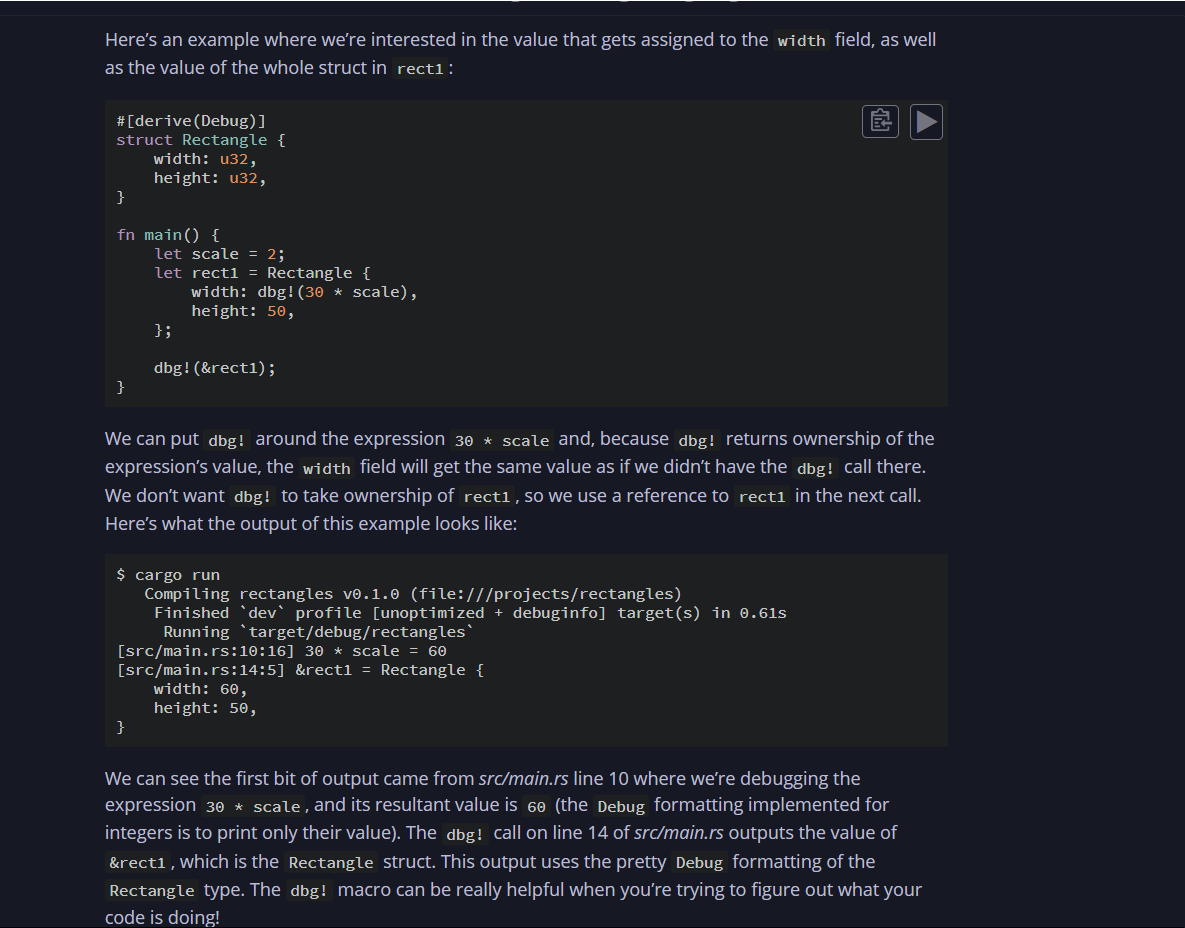 Here’s an example where we’re interested in the value that gets assigned to the width field, as well
as the value of the whole struct in rect1:
#[derive(Debug)]
struct Rectangle {
    width: u32,
    height: u32,
}
fn main() {
    let scale = 2;
    let rect1 = Rectangle {
        width: dbg!(30 * scale),
        height: 50,
    };
    dbg!(&rect1);
}
We can put dbg! around the expression 30 * scale and, because dbg! returns ownership of the
expression’s value, the width field will get the same value as if we didn’t have the dbg! call there.
We don’t want dbg! to take ownership of rect1, so we use a reference to rect1 in the next call.
Here’s what the output of this example looks like:
$ cargo run
   Compiling rectangles v0.1.0 (file:///projects/rectangles)
    Finished `dev` profile [unoptimized + debuginfo] target(s) in 0.61s
     Running `target/debug/rectangles`
[src/main.rs:10:16] 30 * scale = 60
[src/main.rs:14:5] &rect1 = Rectangle {
    width: 60,
    height: 50,
}
We can see the first bit of output came from src/main.rs line 10 where we’re debugging the
expression 30 * scale, and its resultant value is 60 (the Debug formatting implemented for
integers is to print only their value). The dbg! call on line 14 of src/main.rs outputs the value of
&rect1, which is the Rectangle struct. This output uses the pretty Debug formatting of the
Rectangle type. The dbg! macro can be really helpful when you’re trying to figure out what your
code is doing!